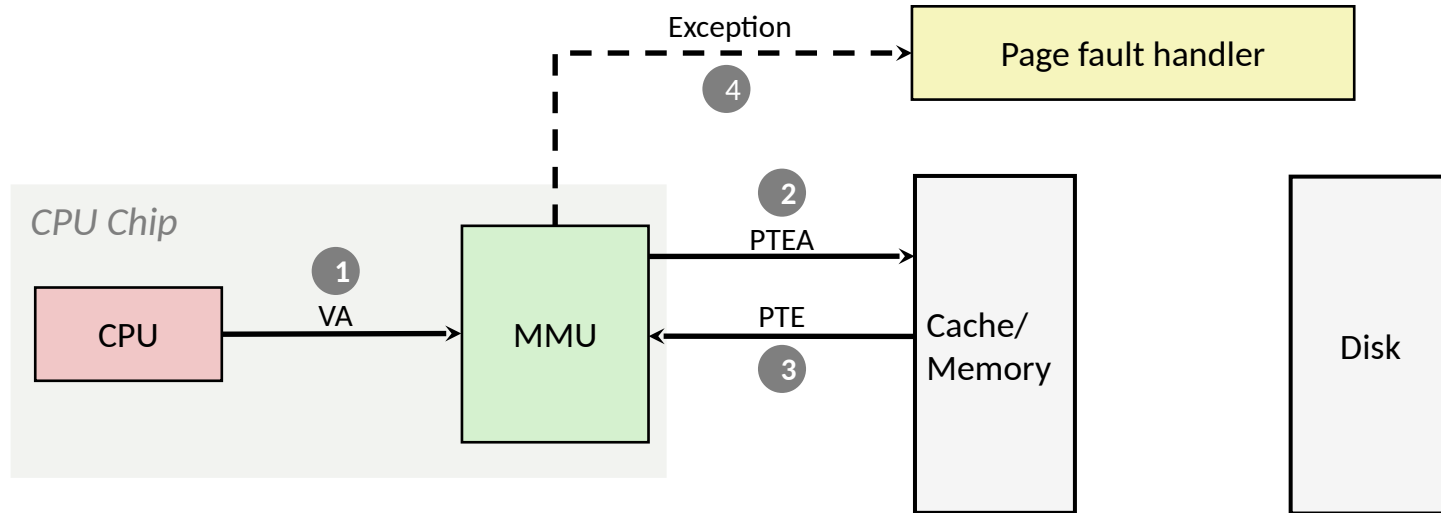 Exception
Page fault handler
4
2
CPU Chip
PTEA
1
VA
CPU
MMU
PTE
Cache/
Memory
Disk
3